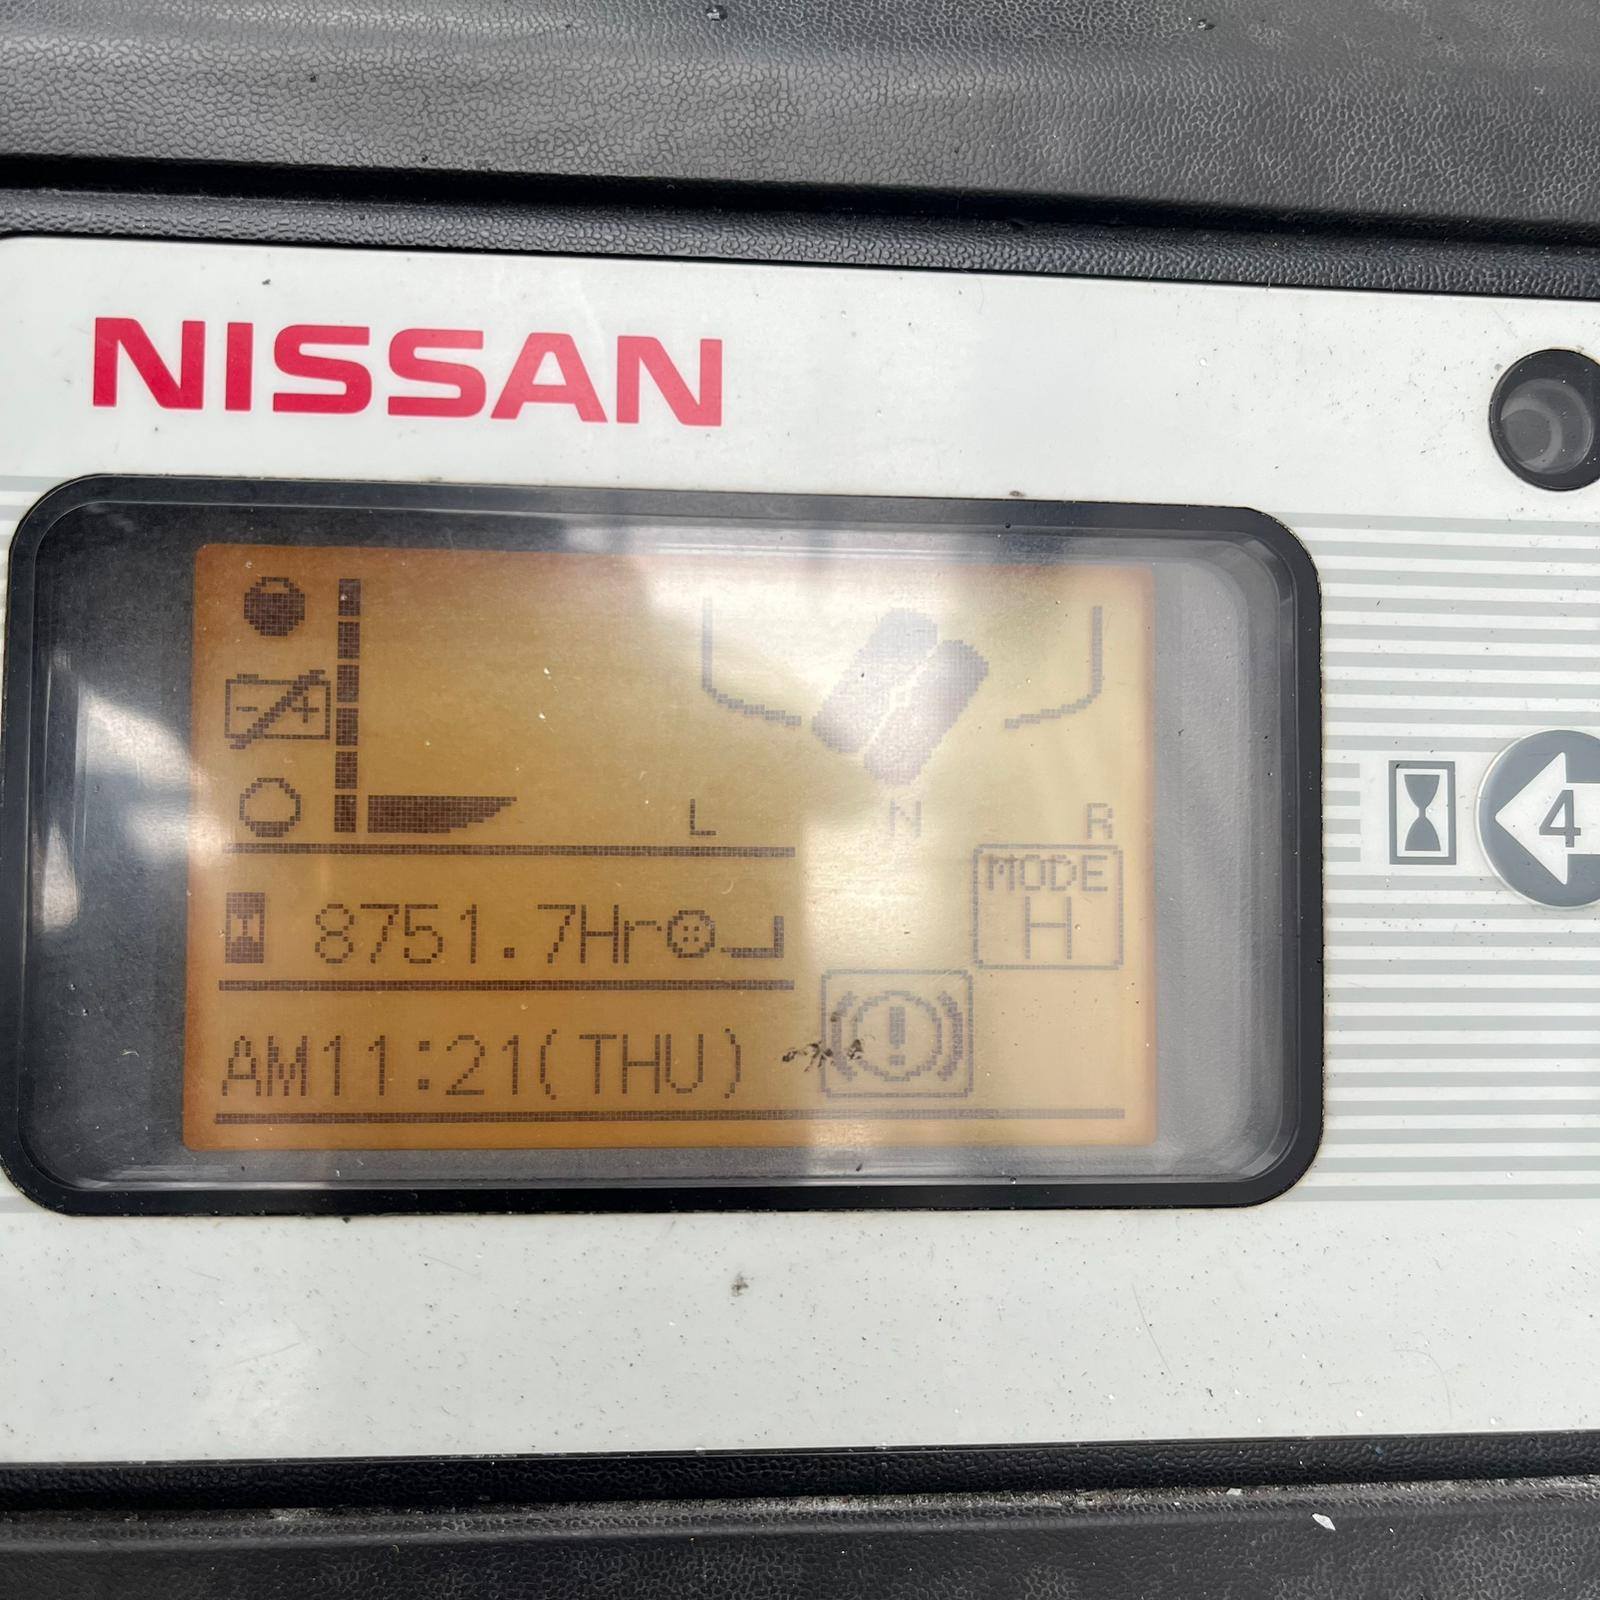 NISSAN
L N R
MODE
H
8751.7Hr
AM11:21(THU)
4